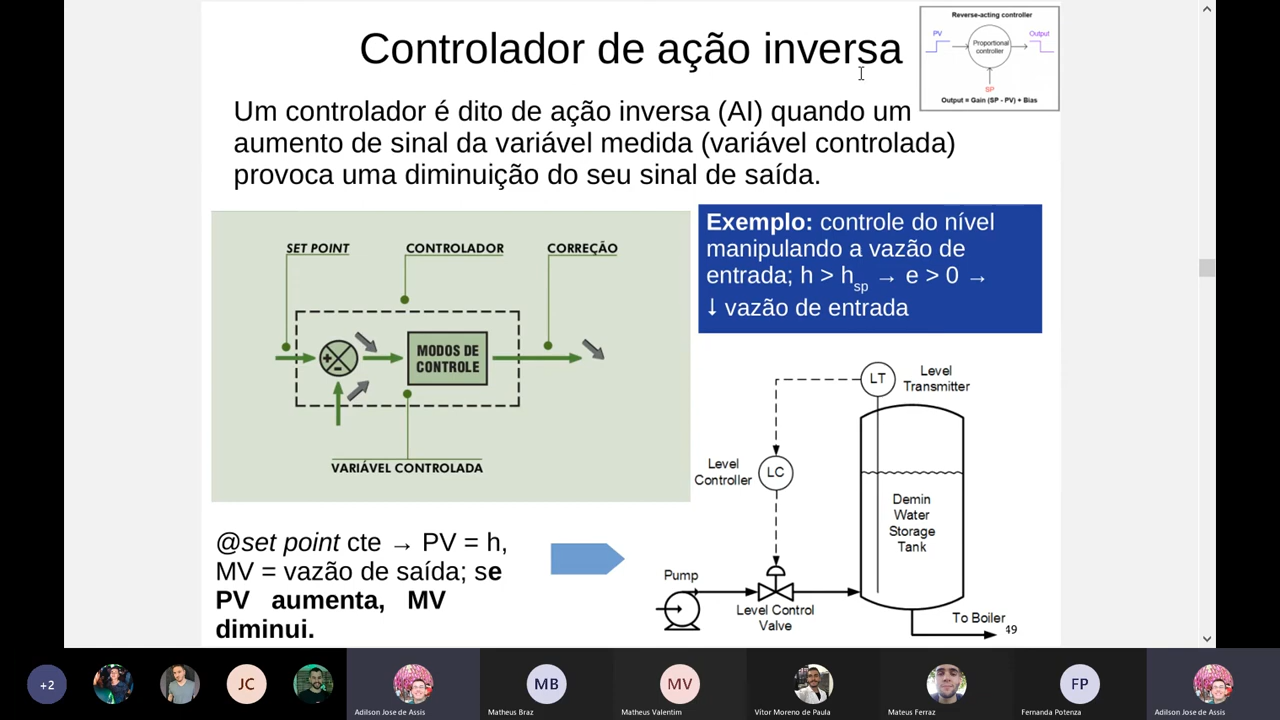 Controlador de ação inversa
Reverse-acting controller
PV
Output
Proportional
controller
SP
Output = Gain (SP - PV) + Bias
Um controlador é dito de ação inversa (AI) quando um
aumento de sinal da variável medida (variável controlada)
provoca uma diminuição do seu sinal de saída.
SET POINT
CONTROLADOR
CORREÇÃO
+
-
MODOS DE
CONTROLE
VARIÁVEL CONTROLADA
Exemplo: controle do nível
manipulando a vazão de
entrada; h > hsp → e > 0 →
↓ vazão de entrada
LT
Level
Transmitter
Level
Controller
LC
Demin
Water
Storage
Tank
Pump
Level Control
Valve
To Boiler
49
@set point cte → PV = h,
MV = vazão de saída; se
PV aumenta, MV
diminui.
+2
JC
Adilson Jose de Assis
MB
Matheus Braz
MV
Matheus Valentim
Vítor Moreno de Paula
Mateus Ferraz
FP
Fernanda Potenza
Adilson Jose de Assis